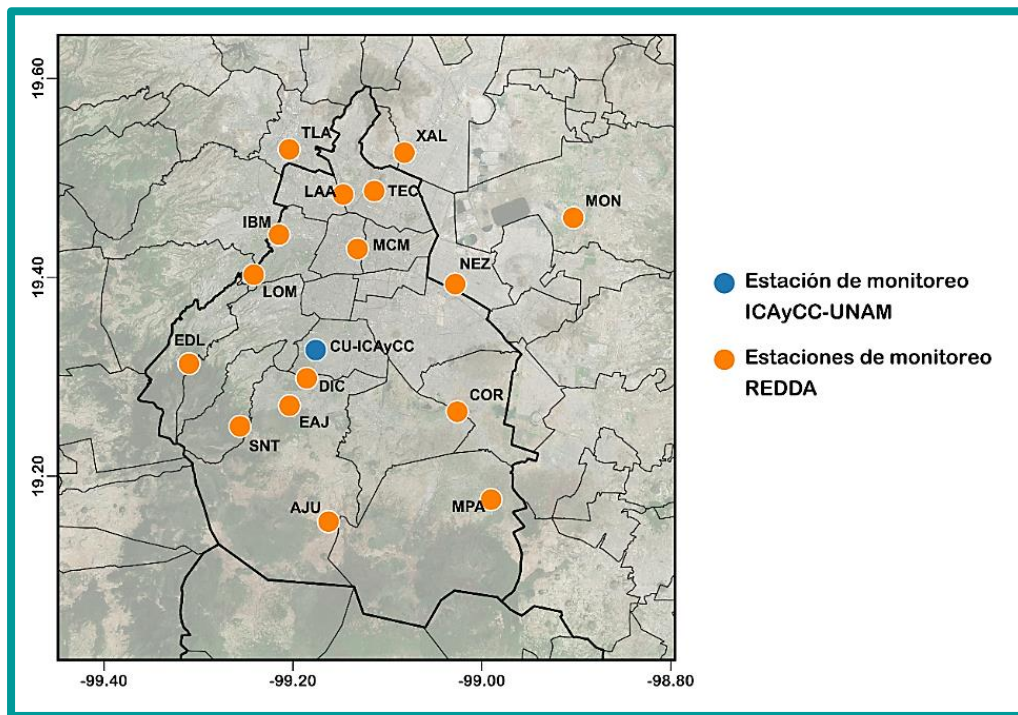 19.60
19.40
19.20
TLA
XAL
LAA
TEC
MON
IBM
MCM
NEZ
LOM
EDL
CU-ICAyCC
DIC
COR
EAJ
SNT
AJU
MPA
-99.40
-99.20
-99.00
-98.80
Estación de monitoreo
ICAyCC-UNAM
Estaciones de monitoreo
REDDA